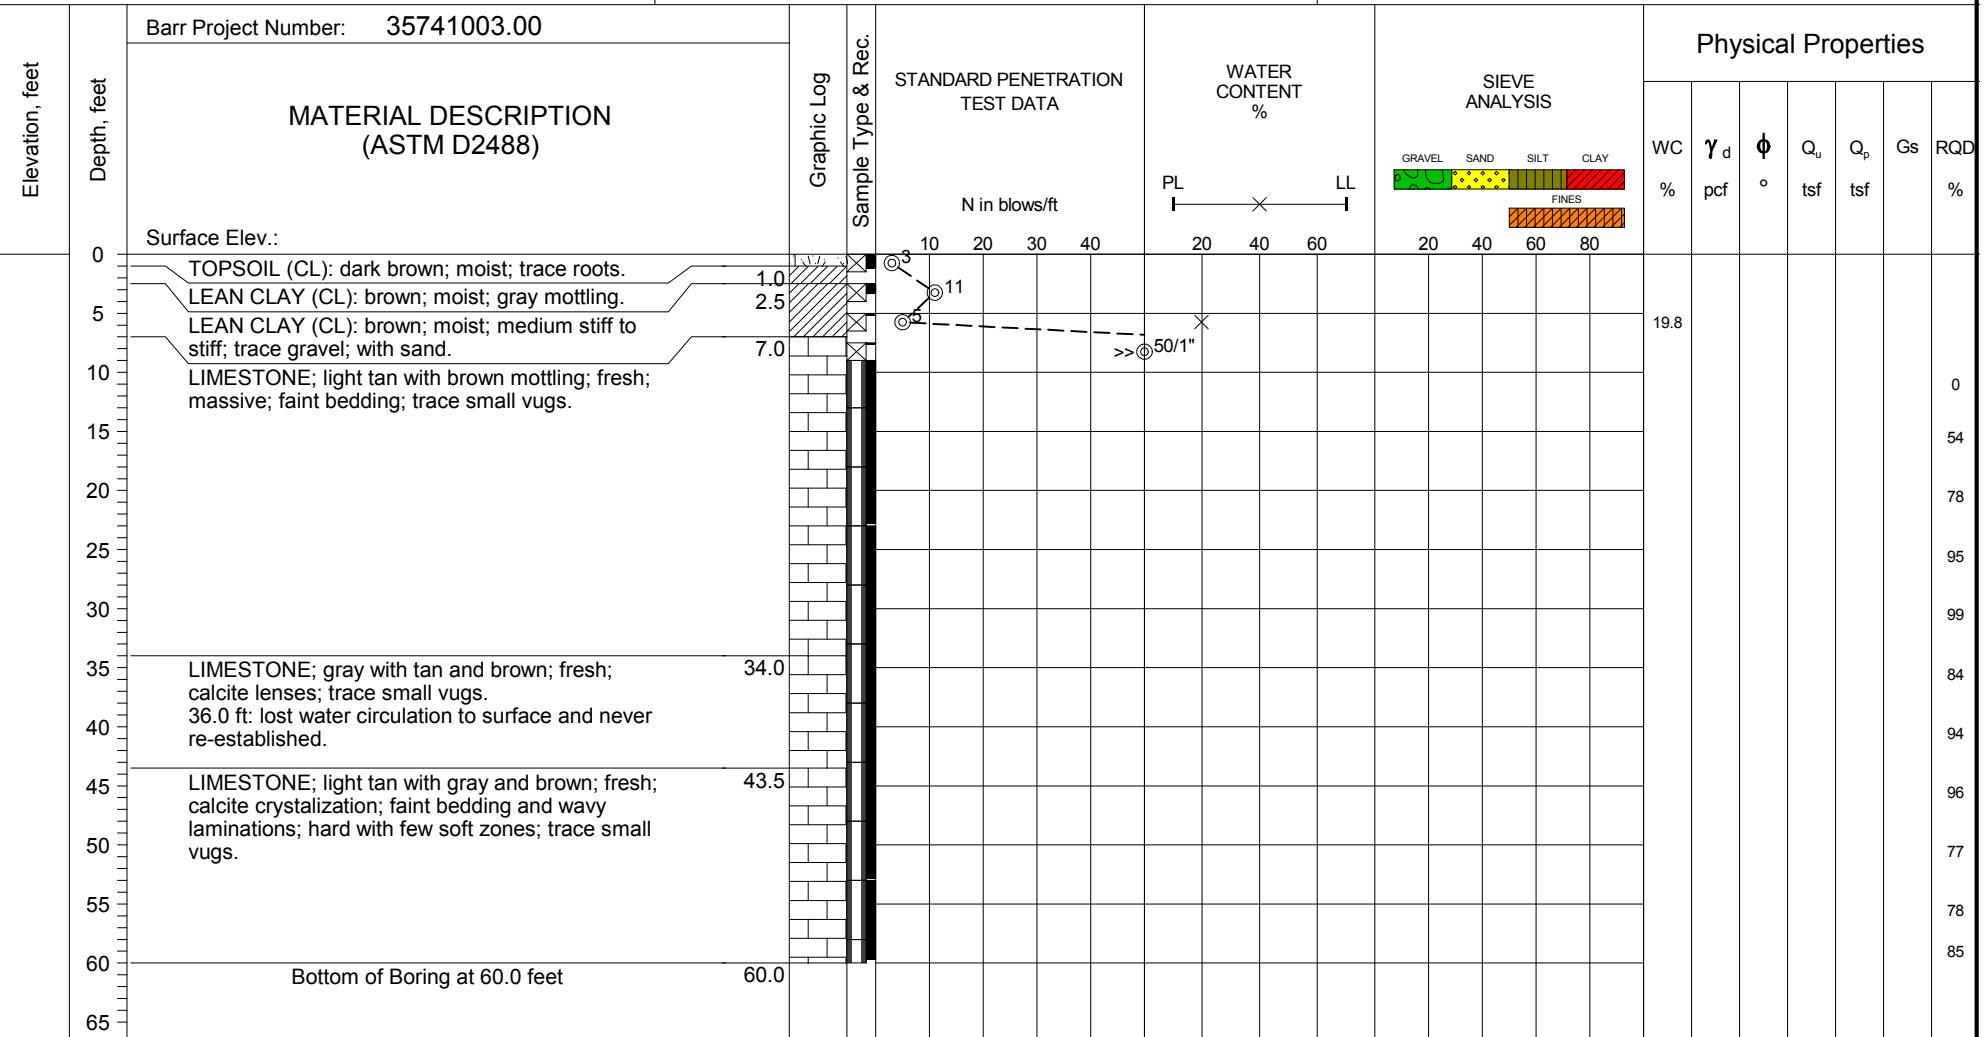 Barr Project Number: 35741003.00
Elevation, feet
Depth, feet
MATERIAL DESCRIPTION
(ASTM D2488)
Surface Elev.:
Graphic Log
Sample Type & Rec.
STANDARD PENETRATION
TEST DATA
N in blows/ft
10 20 30 40
WATER
CONTENT
%
PL LL
20 40 60
SIEVE
ANALYSIS
GRAVEL SAND SILT CLAY
FINES
20 40 60 80
Physical Properties
WC γ d ϕ Qu Qp Gs RQD
% pcf ° tsf tsf %
0
TOPSOIL (CL): dark brown; moist; trace roots.
1.0
3
LEAN CLAY (CL): brown; moist; gray mottling.
2.5
11
5
LEAN CLAY (CL): brown; moist; medium stiff to
stiff; trace gravel; with sand.
7.0
5
19.8
>> 50/1"
10
LIMESTONE; light tan with brown mottling; fresh;
massive; faint bedding; trace small vugs.
0
15
54
20
78
25
95
30
99
35
LIMESTONE; gray with tan and brown; fresh;
34.0
calcite lenses; trace small vugs.
84
36.0 ft: lost water circulation to surface and never
re-established.
40
94
45
LIMESTONE; light tan with gray and brown; fresh;
43.5
calcite crystalization; faint bedding and wavy
laminations; hard with few soft zones; trace small
vugs.
96
50
77
55
78
85
60
Bottom of Boring at 60.0 feet
60.0
65